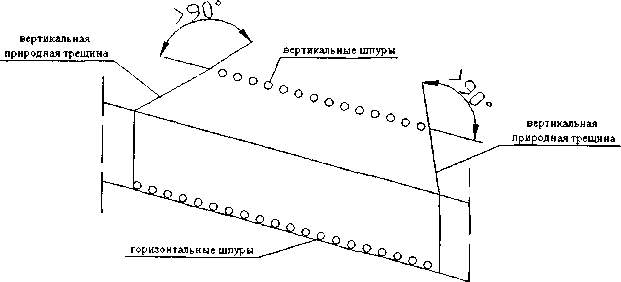 >90°
вертикальная
природная трещина
вертикальные шпуры
>90°
вертикальная
природная трещина
горизонтальные шпуры